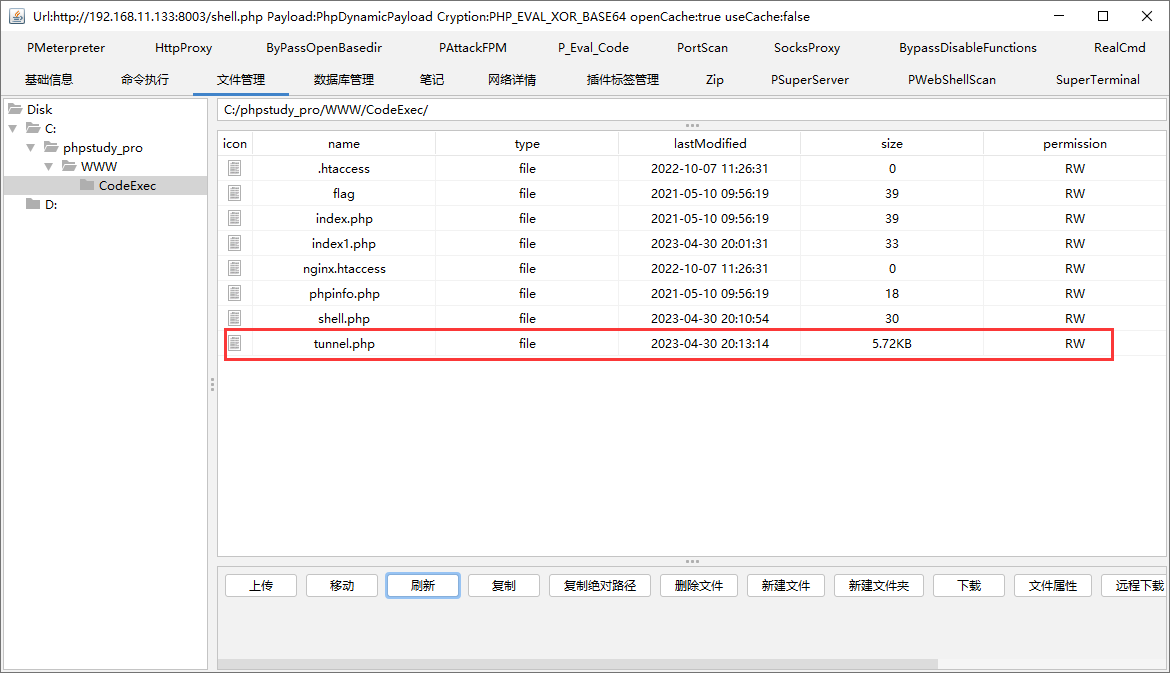 Url:http://192.168.11.133:8003/shell.php Payload:PhpDynamicPayload Cryption:PHP_EVAL_XOR_BASE64 openCache:true useCache:false
PMeterpreter HttpProxy ByPassOpenBasedir PAttackFPM P_Eval_Code PortScan SocksProxy BypassDisableFunctions RealCmd
基础信息 命令执行 文件管理 数据库管理 笔记 网络详情 插件标签管理 Zip PSuperServer PWebShellScan SuperTerminal
Disk
C:
phpstudy_pro
WWW
CodeExec
D:
C:/phpstudy_pro/WWW/CodeExec/
icon name type lastModified size permission
.htaccess file 2022-10-07 11:26:31 0 RW
flag file 2021-05-10 09:56:19 39 RW
index.php file 2021-05-10 09:56:19 39 RW
index1.php file 2023-04-30 20:01:31 33 RW
nginx.htaccess file 2022-10-07 11:26:31 0 RW
phpinfo.php file 2021-05-10 09:56:19 18 RW
shell.php file 2023-04-30 20:10:54 30 RW
tunnel.php file 2023-04-30 20:13:14 5.72KB RW
上传 移动 刷新 复制 复制绝对路径 删除文件 新建文件 新建文件夹 下载 文件属性 远程下载